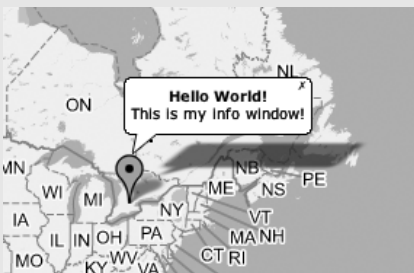 NL
x
ON
Hello World!
This is my info window!
MN
WI
MI
NB
PE
ME
NS
IA
NY
VT
IL
IN
OH
PA
MA
NH
MO
KY
WV
VA
CT
RI